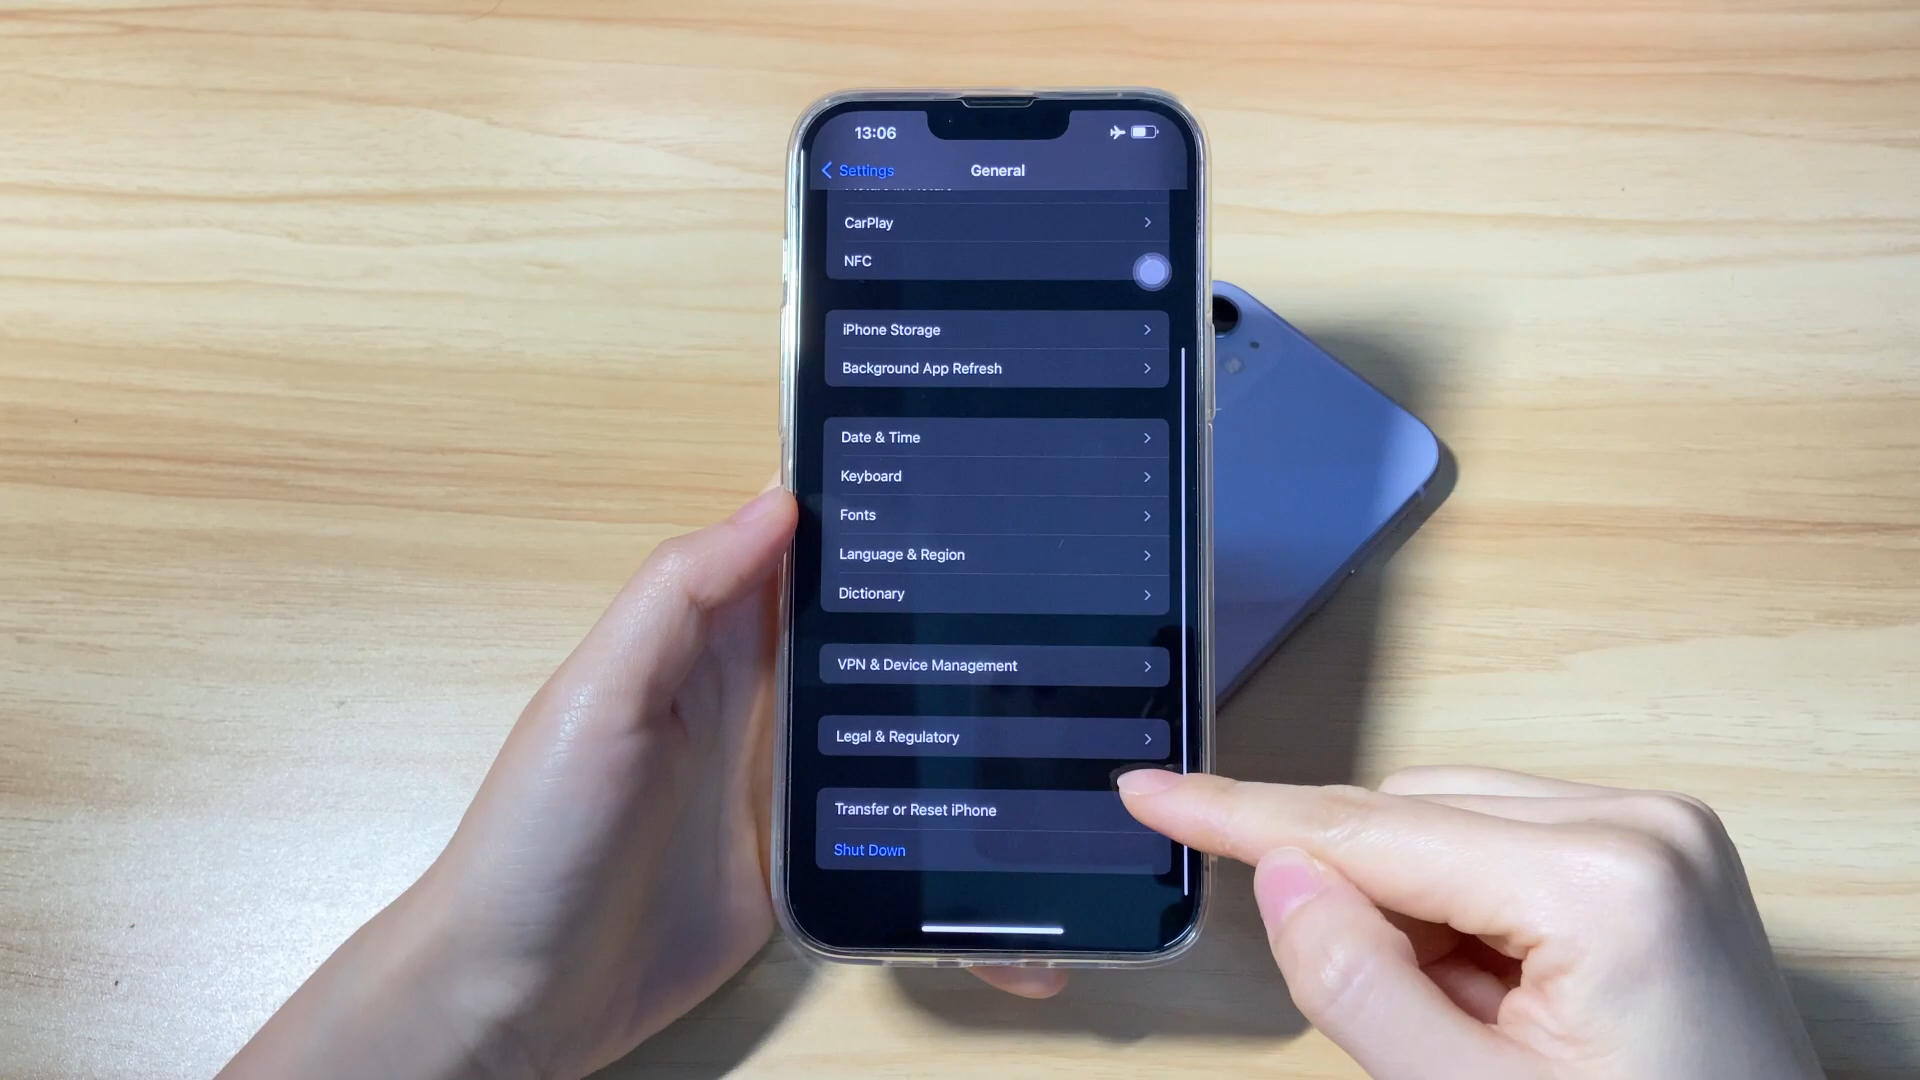 13:06
Settings
General
CarPlay
NFC
iPhone Storage
Background App Refresh
Date & Time
Keyboard
Fonts
Language & Region
Dictionary
VPN & Device Management
Legal & Regulatory
Transfer or Reset iPhone
Shut Down